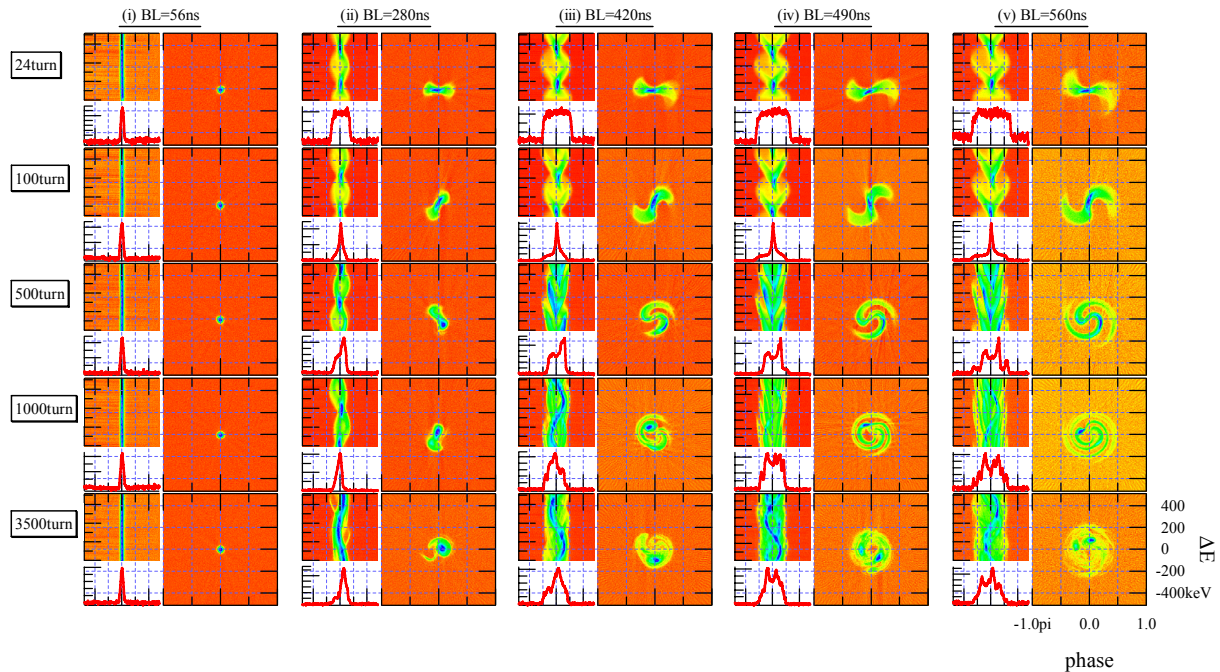 (i) BL=56ns
(ii) BL=280ns
(iii) BL=420ns
(iv) BL=490ns
(v) BL=560ns
24turn
100turn
500turn
1000turn
3500turn
400
200
0
-200
-400keV
ΔE
-1.0pi
0.0
1.0
phase